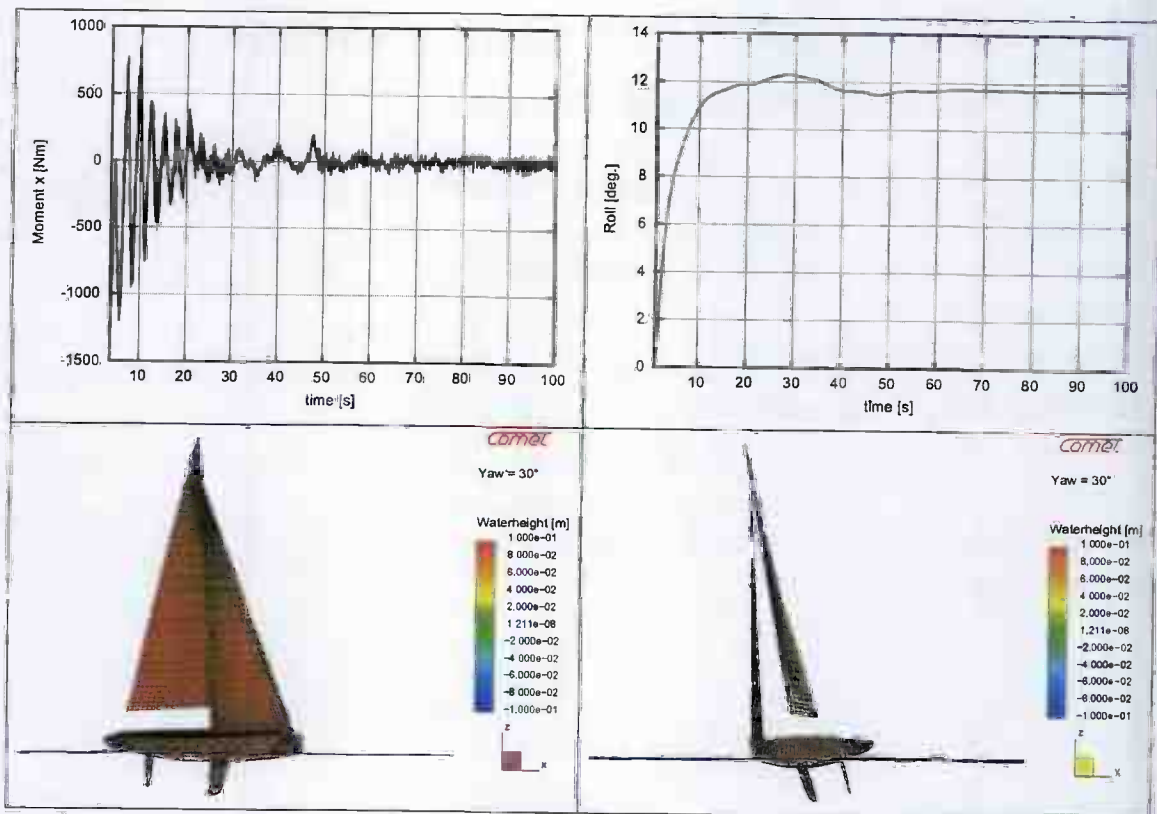 1000
500
0
-500
1000
-1500
Moment x [Nm]
10 20 30 40 50 60 70 80 90 100
time [s]
14
12
10
8
6
4
2
0
Roll [deg.]
10 20 30 40 50 60 70 80 90 100
time [s]
Comet
Yaw = 30°
Waterheight [m]
1 000e-01
8 000e-02
6.000e-02
4 000e-02
2.000e-02
1 211e-08
-2 000e-02
-4 000e-02
-6.000e-02
-8 000e-02
-1.000e-01
z
x
Comet
Yaw = 30°
Waterheight [m]
1 000e-01
8,000e-02
6.000e-02
4 000e-02
2.000e-02
1,211e-08
-2.000e-02
-4 000e-02
-6.000e-02
-8 000e-02
-1 000e-01
z
x